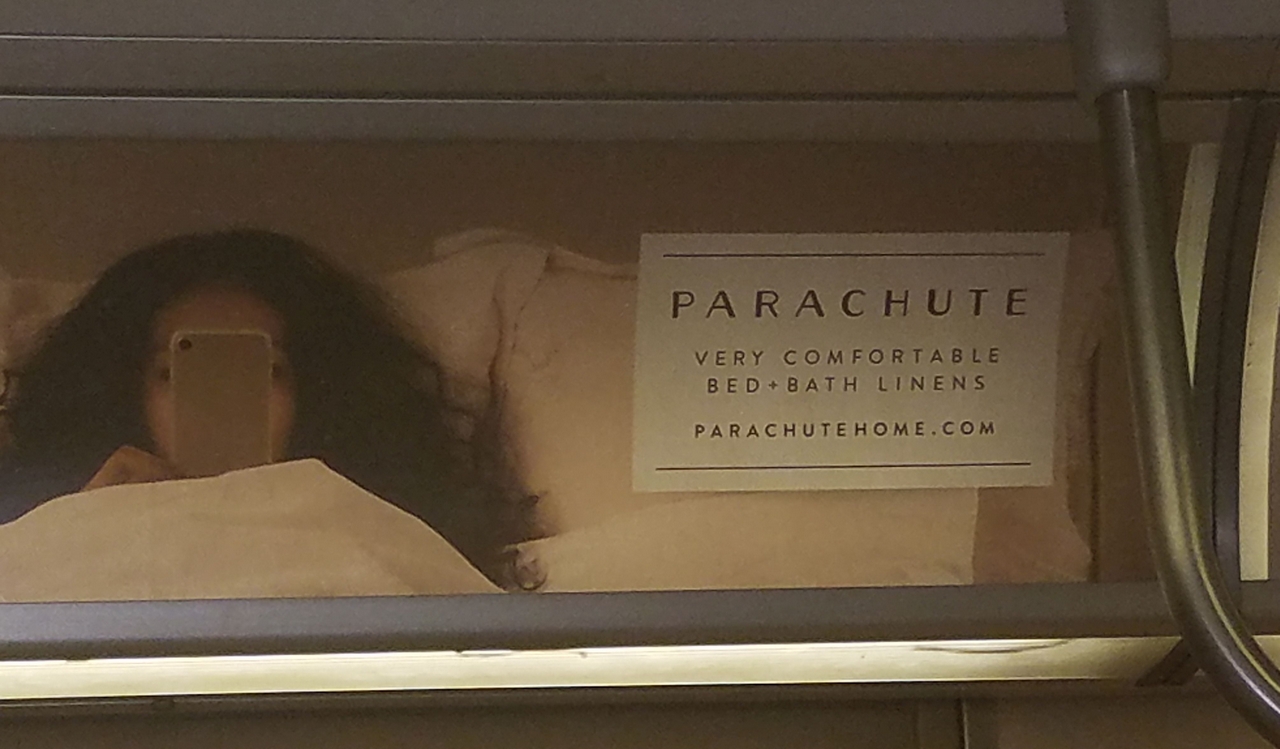 PARACHUTE
VERY COMFORTABLE
BED+BATH LINENS
PARACHUTEHOME.COM